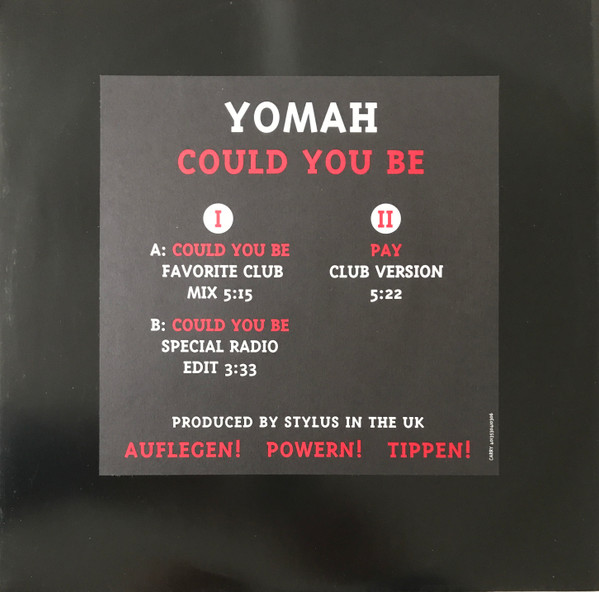 YOMAH
COULD YOU BE
I
A: COULD YOU BE
FAVORITE CLUB
MIX 5:15
B: COULD YOU BE
SPECIAL RADIO
EDIT 3:33
II
PAY
CLUB VERSION
5:22
PRODUCED BY STYLUS IN THE UK
AUFLEGEN! POWERN! TIPPEN!
CARRY